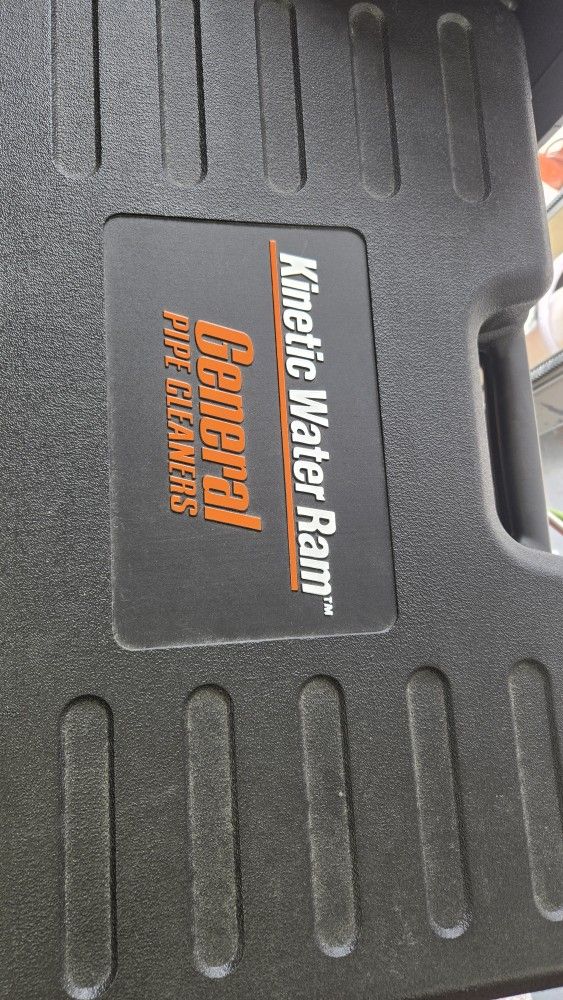 Kinetic Water Ram™
General
PIPE CLEANERS